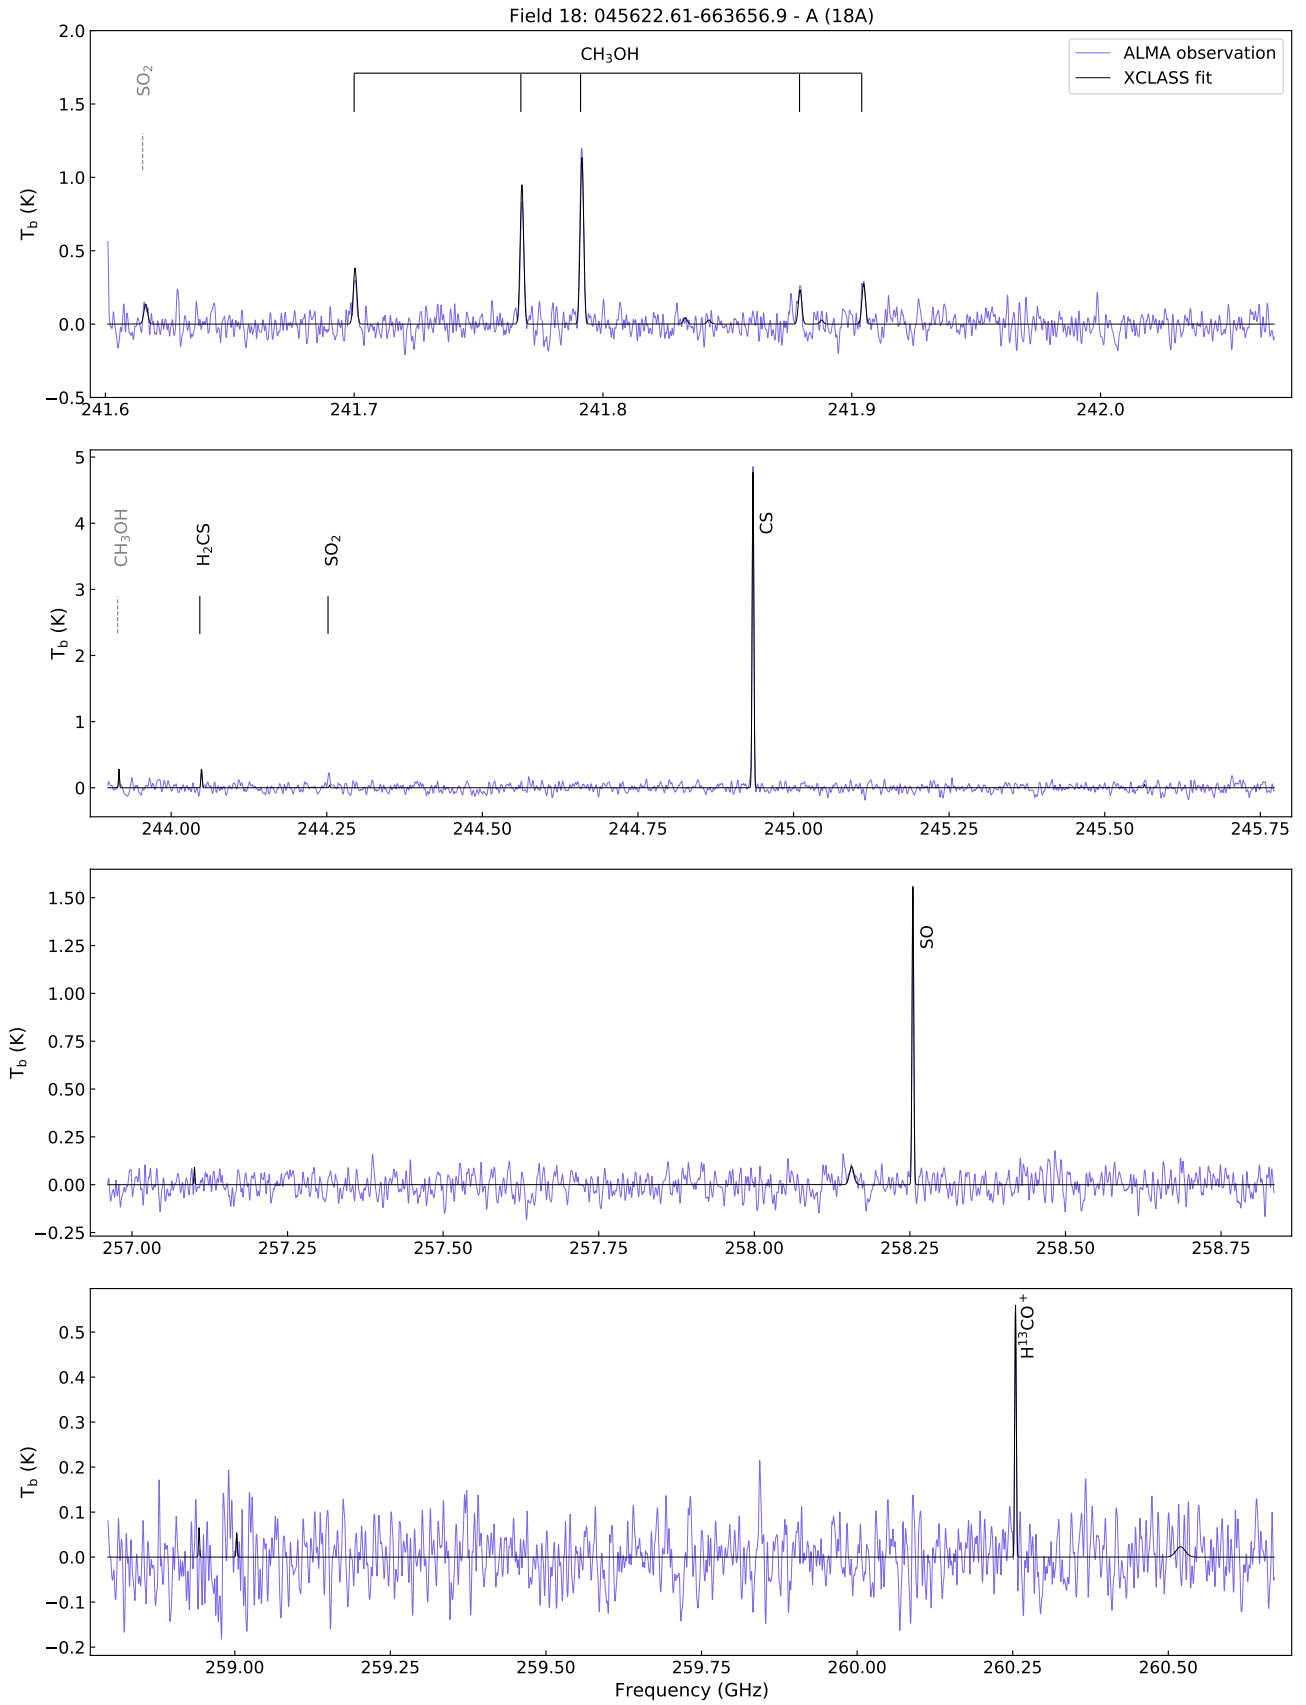 Field 18: 045622.61-663656.9 - A (18A)
2.0
1.5
1.0
0.5
0.0
−0.5
T_b (K)
SO₂
CH₃OH
ALMA observation
XCLASS fit
241.6 241.7 241.8 241.9 242.0
5
4
3
2
1
0
T_b (K)
CH₃OH
H₂CS
SO₂
CS
244.00 244.25 244.50 244.75 245.00 245.25 245.50 245.75
1.50
1.25
1.00
0.75
0.50
0.25
0.00
−0.25
T_b (K)
SO
257.00 257.25 257.50 257.75 258.00 258.25 258.50 258.75
0.5
0.4
0.3
0.2
0.1
0.0
−0.1
−0.2
T_b (K)
H¹³CO⁺
259.00 259.25 259.50 259.75 260.00 260.25 260.50
Frequency (GHz)